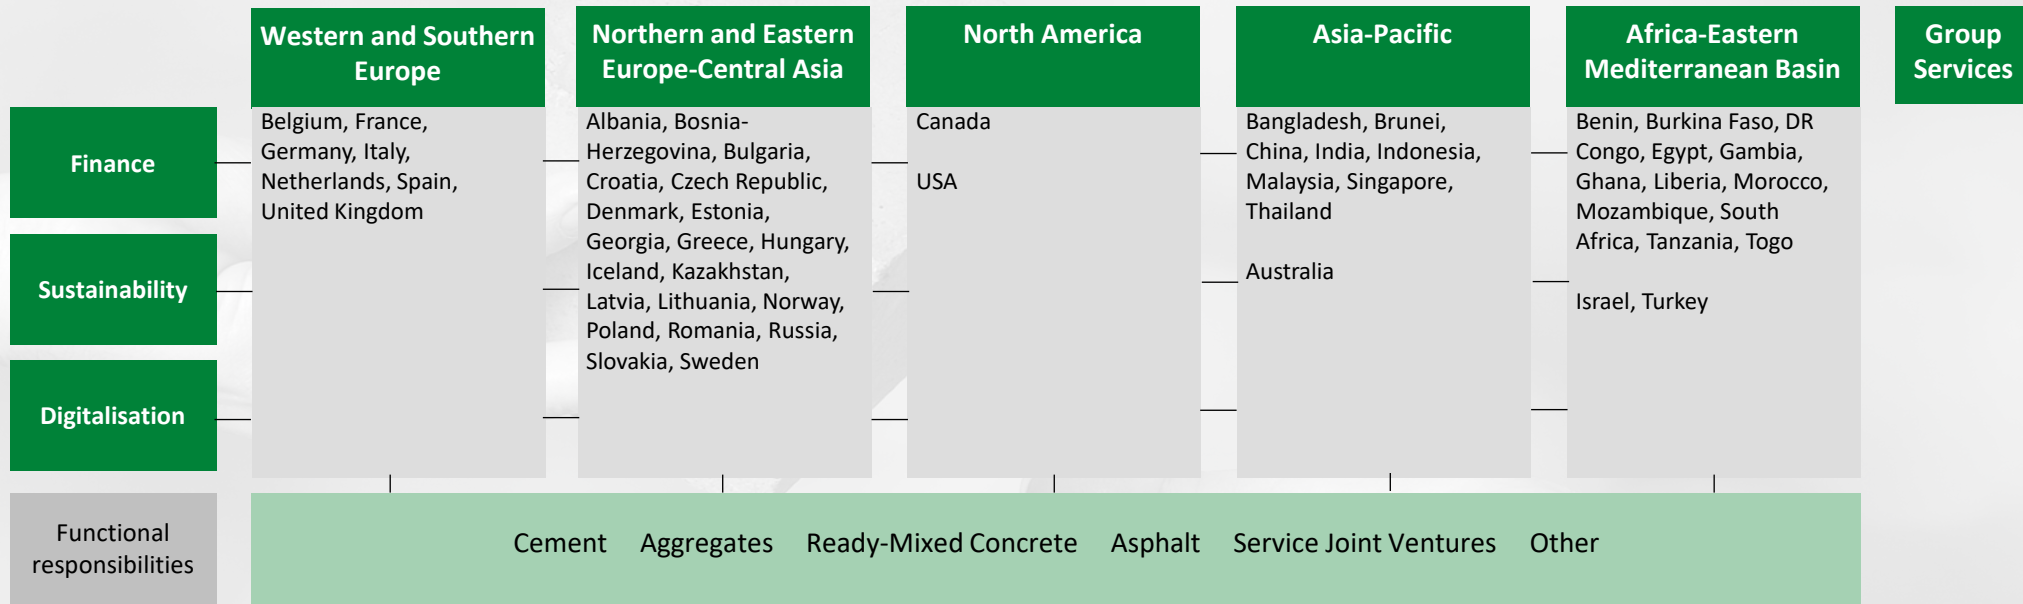 Western and Southern
Europe
Northern and Eastern
Europe-Central Asia
North America
Asia-Pacific
Africa-Eastern
Mediterranean Basin
Group
Services
Finance
Sustainability
Digitalisation
Belgium, France,
Germany, Italy,
Netherlands, Spain,
United Kingdom
Albania, Bosnia-
Herzegovina, Bulgaria,
Croatia, Czech Republic,
Denmark, Estonia,
Georgia, Greece, Hungary,
Iceland, Kazakhstan,
Latvia, Lithuania, Norway,
Poland, Romania, Russia,
Slovakia, Sweden
Canada
USA
Bangladesh, Brunei,
China, India, Indonesia,
Malaysia, Singapore,
Thailand
Australia
Benin, Burkina Faso, DR
Congo, Egypt, Gambia,
Ghana, Liberia, Morocco,
Mozambique, South
Africa, Tanzania, Togo
Israel, Turkey
Functional
responsibilities
Cement Aggregates Ready-Mixed Concrete Asphalt Service Joint Ventures Other